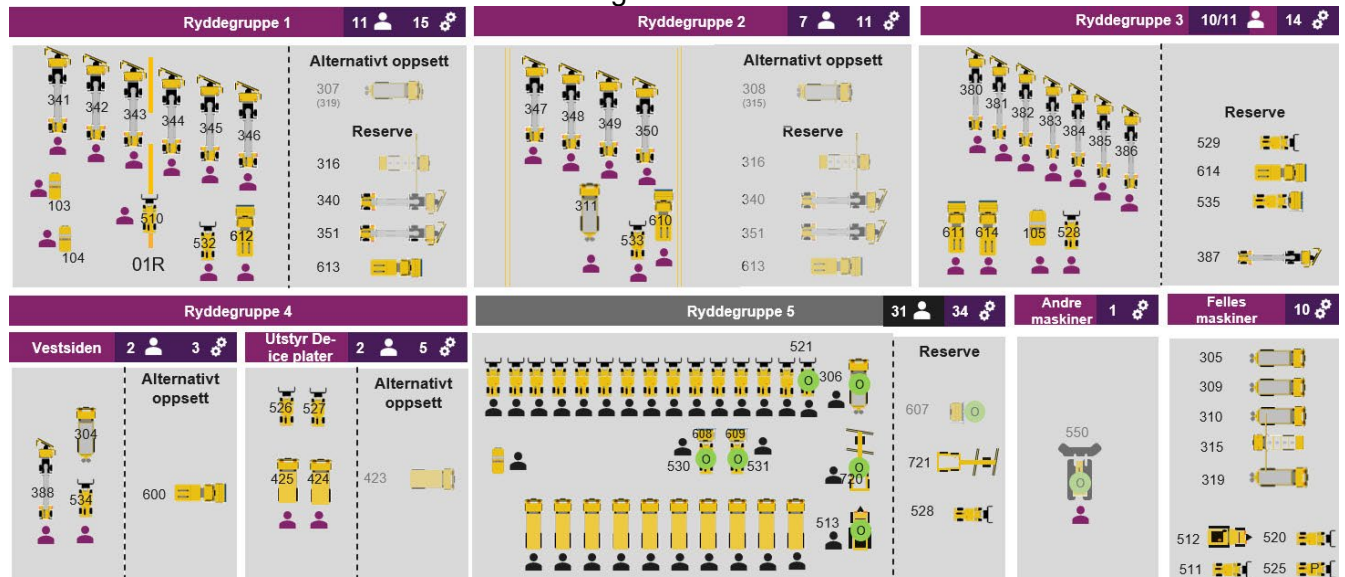 Ryddegruppe 1 11 15
Alternativt oppsett
307
(319)
Reserve
316
340
351
613
341 342 343 344 345 346
103
104
510
01R
532 612
Ryddegruppe 2 7 11
Alternativt oppsett
308
(315)
Reserve
316
340
351
613
347 348 349 350
311
533 610
Ryddegruppe 3 10/11 14
380 381 382 383 384 385 386
611 614 105 528
Reserve
529
614
535
387
Ryddegruppe 4
Vestsiden 2 3
304
388 534
Alternativt
oppsett
600
Utstyr De-
ice plater 2 5
526 527
425 424
Alternativt
oppsett
423
Ryddegruppe 5 31 34
521
O 306 O
608 609
530 O O 531
O
720
513 O
Reserve
607 O
721
528
Andre
maskiner 1
550
O
Felles
maskiner 10
305
309
310
315
319
512 520
511 525 P